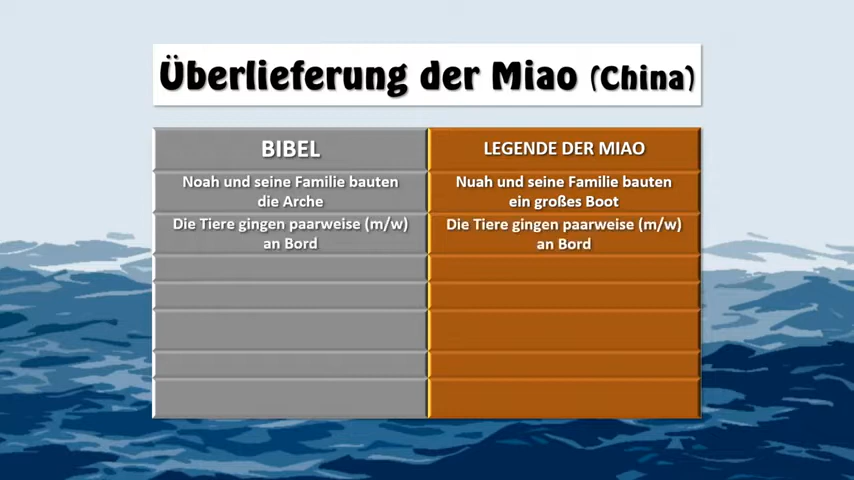 Überlieferung der Miao (China)
BIBEL
LEGENDE DER MIAO
Noah und seine Familie bauten
die Arche
Nuah und seine Familie bauten
ein großes Boot
Die Tiere gingen paarweise (m/w)
an Bord
Die Tiere gingen paarweise (m/w)
an Bord